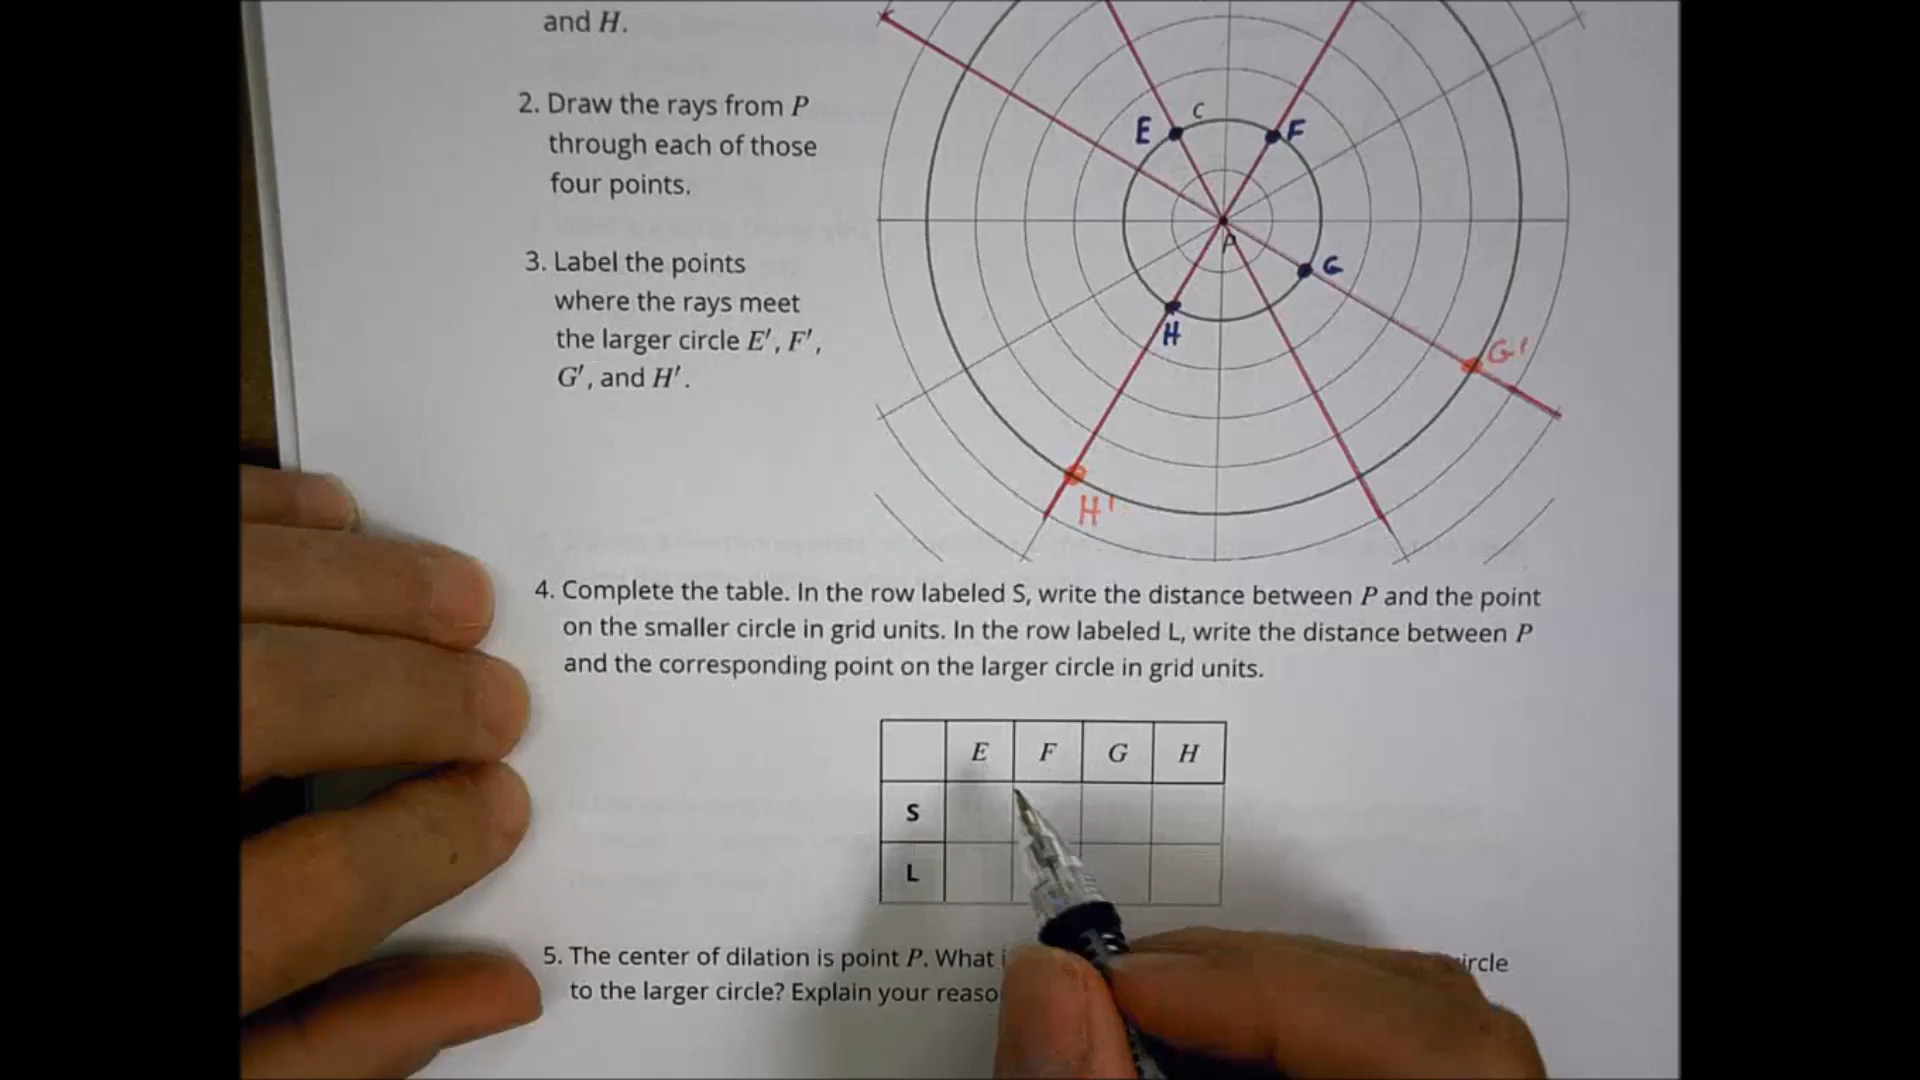 and H.
2. Draw the rays from P
through each of those
four points.
3. Label the points
where the rays meet
the larger circle E′, F′,
G′, and H′.
C
E
F
P
G
H
G'
H'
4. Complete the table. In the row labeled S, write the distance between P and the point
on the smaller circle in grid units. In the row labeled L, write the distance between P
and the corresponding point on the larger circle in grid units.
E F G H
S
L
5. The center of dilation is point P. What
to the larger circle? Explain your